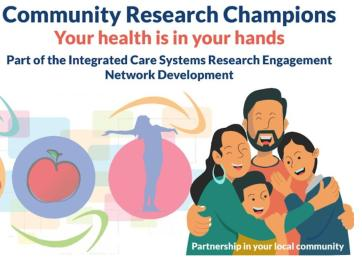 Community Research Champions
Your health is in your hands
Part of the Integrated Care Systems Research Engagement
Network Development
Partnership in your local community